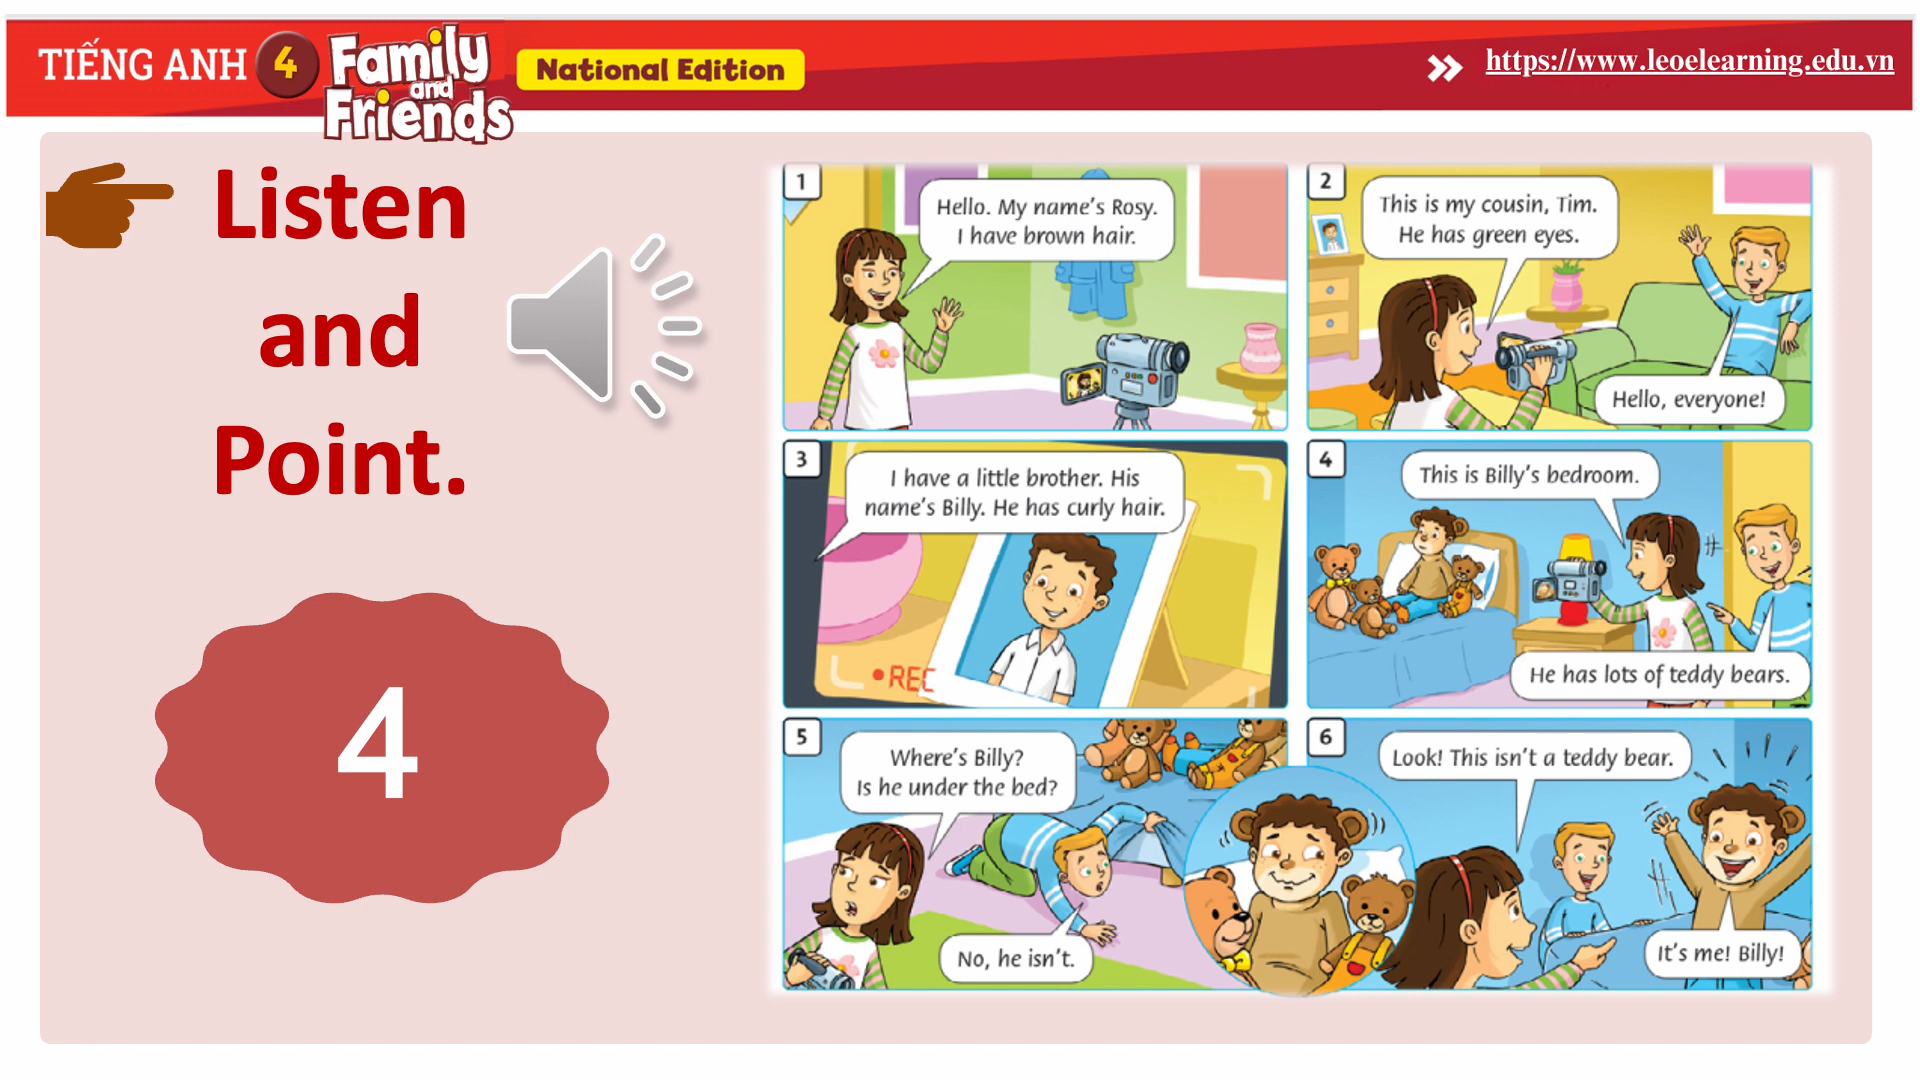 TIẾNG ANH 4
Family
and
Friends
National Edition
https://www.leoelearning.edu.vn
Listen
and
Point.
4
1
Hello. My name's Rosy.
I have brown hair.
2
This is my cousin, Tim.
He has green eyes.
Hello, everyone!
3
I have a little brother. His
name's Billy. He has curly hair.
REC
4
This is Billy's bedroom.
He has lots of teddy bears.
5
Where's Billy?
Is he under the bed?
No, he isn't.
6
Look! This isn't a teddy bear.
It's me! Billy!